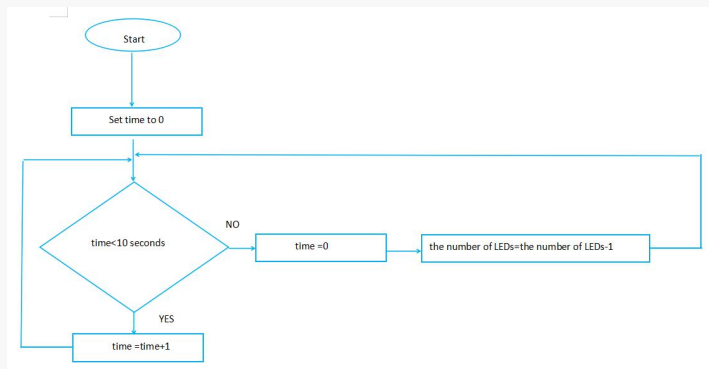 Start
Set time to 0
time<10 seconds
NO
time =0
the number of LEDs=the number of LEDs-1
YES
time =time+1